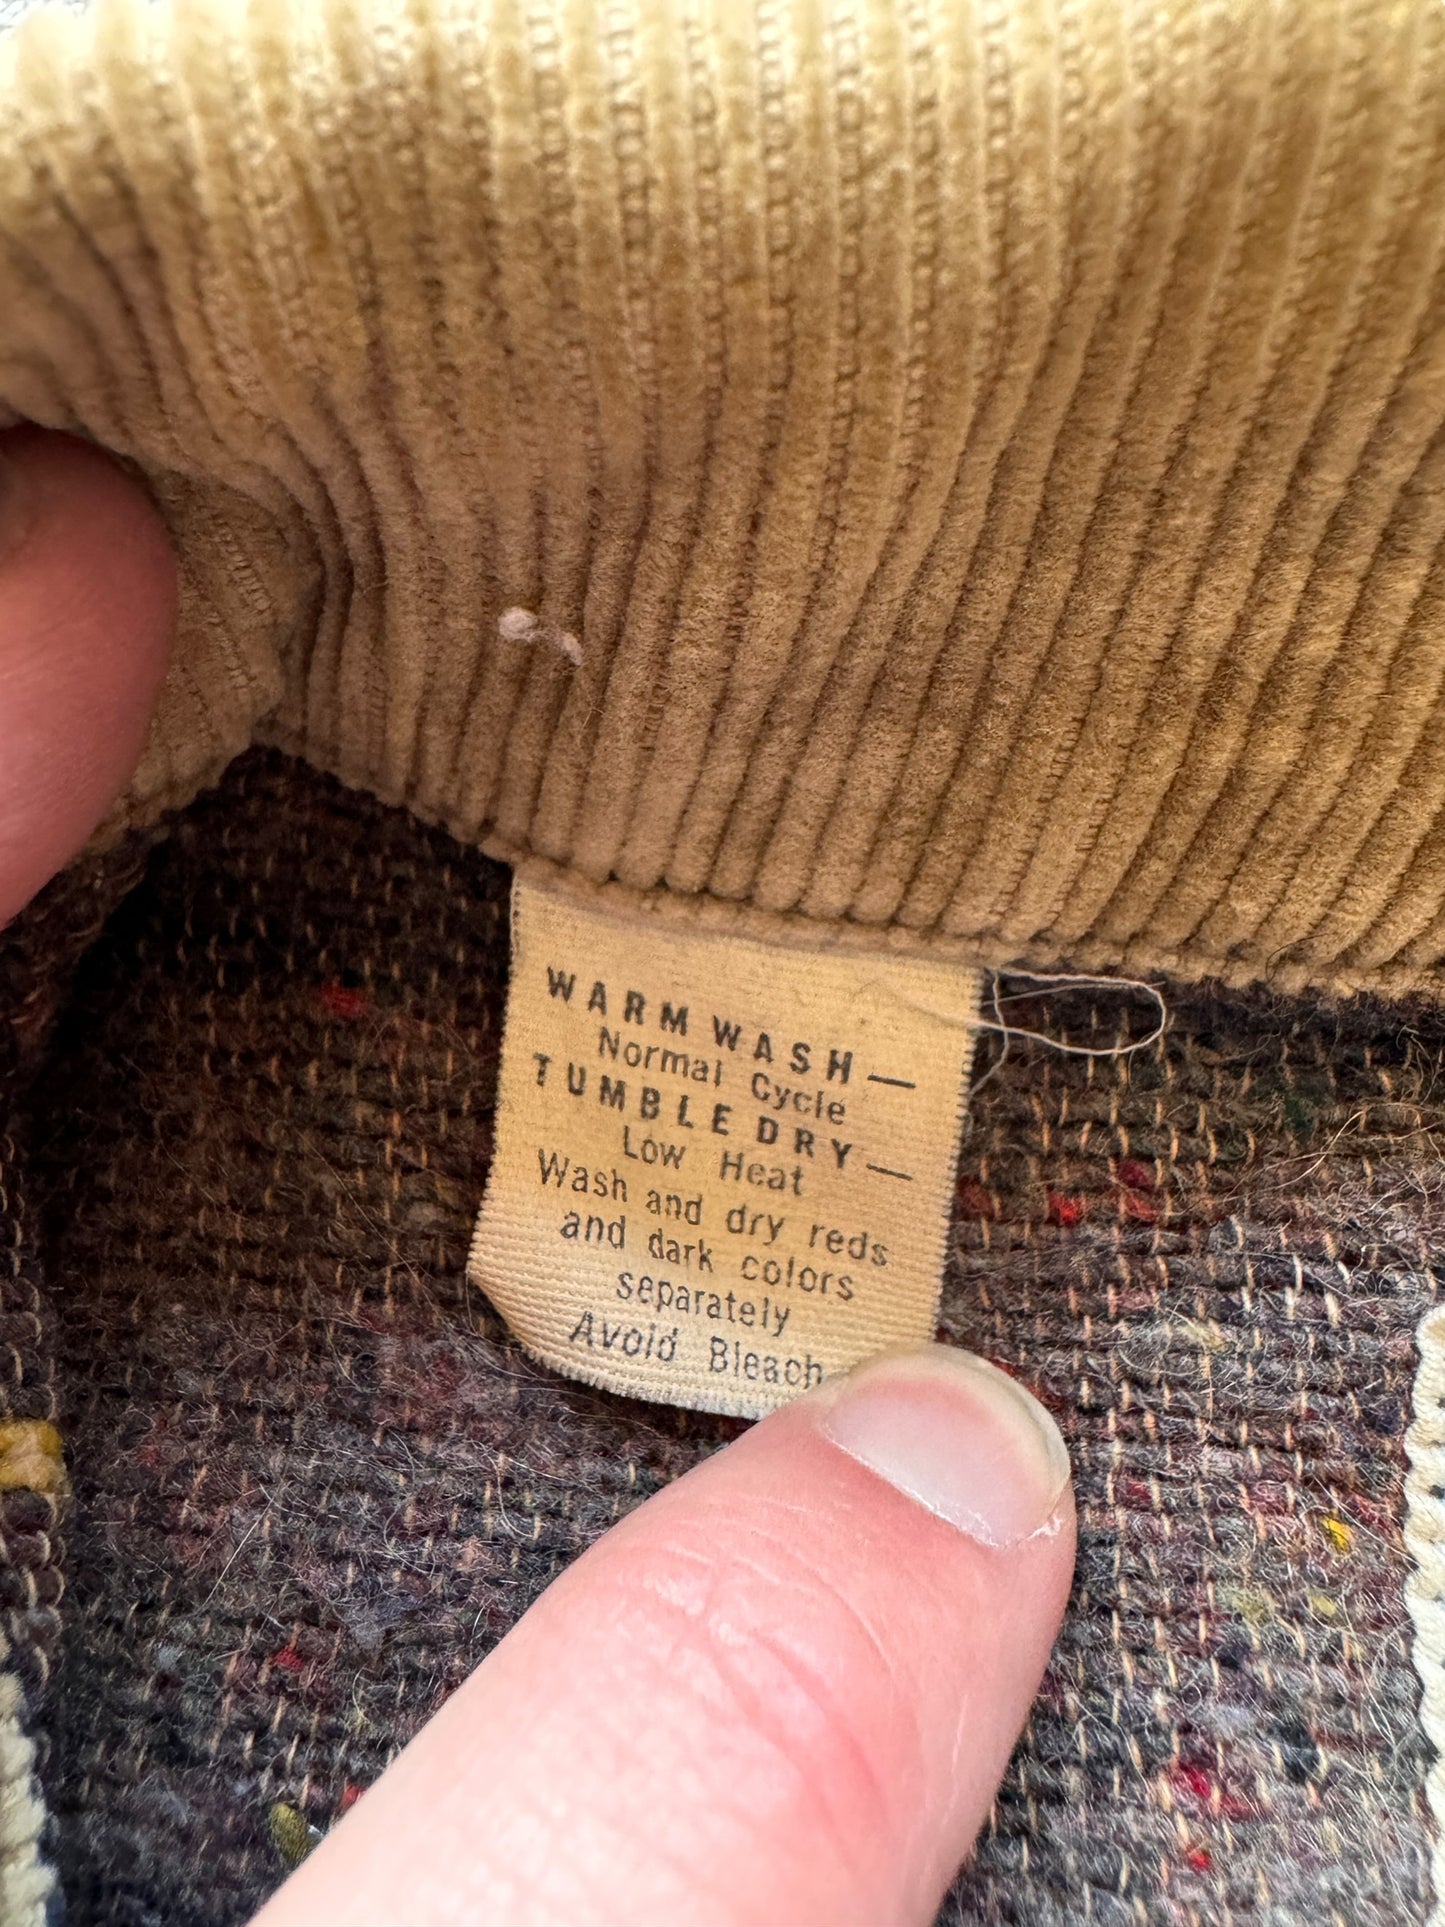 WARM WASH —
Normal Cycle
TUMBLE DRY —
Low Heat
Wash and dry reds
and dark colors
separately
Avoid Bleach